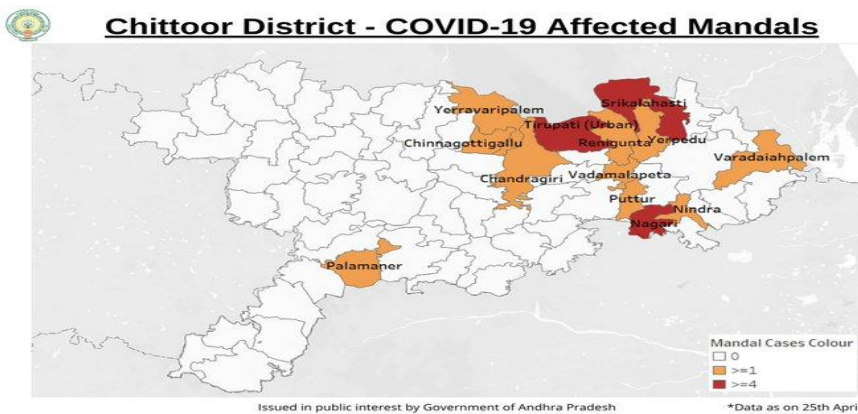 Chittoor District - COVID-19 Affected Mandals
Yerravaripalem
Srikalahasti
Tirupati (Urban)
Chinnagottigallu
Renigunta
Yerpedu
Varadaiahpalem
Chandragiri
Vadamalapeta
Puttur
Nindra
Nagari
Palamaner
Mandal Cases Colour
0
>=1
>=4
Issued in public interest by Government of Andhra Pradesh
*Data as on 25th Apri